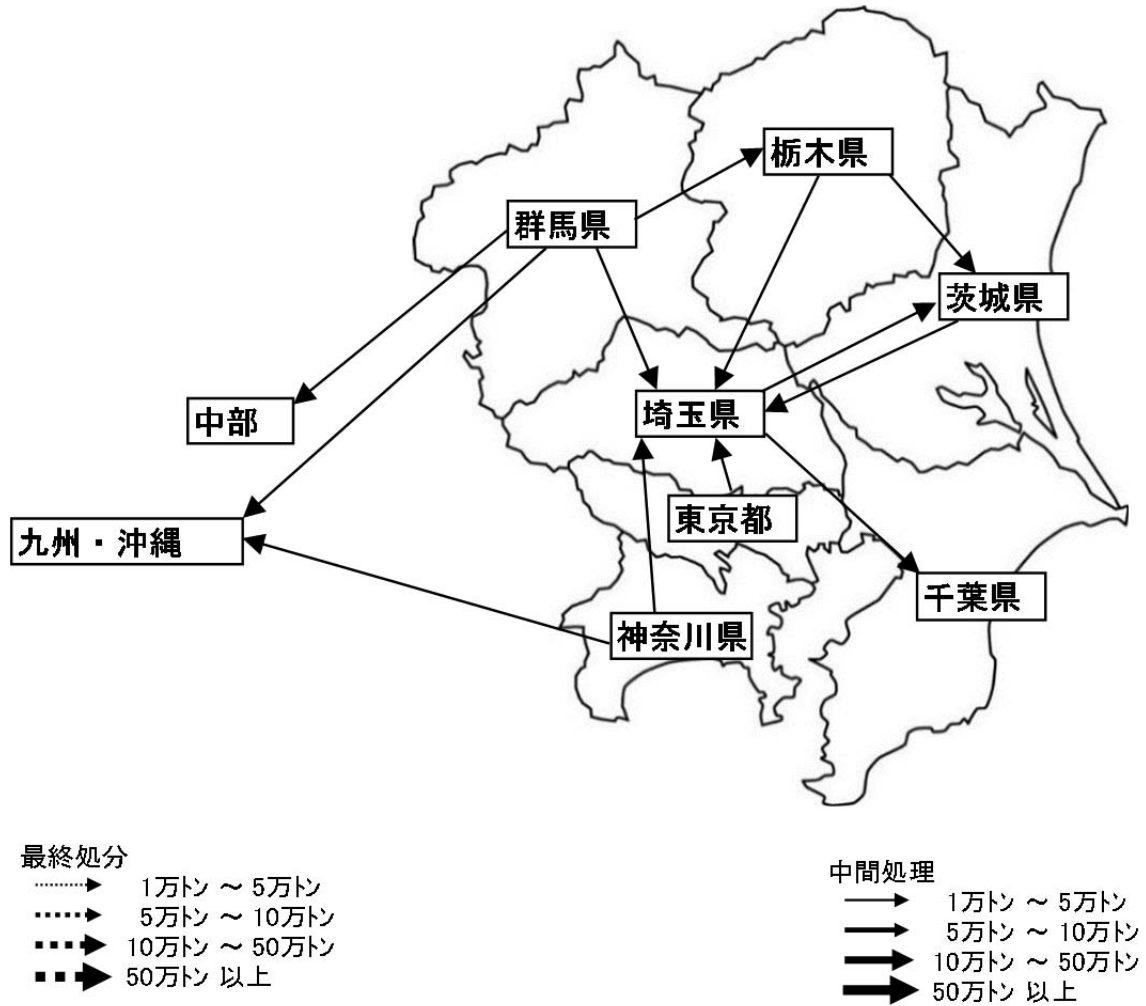 栃木県
群馬県
茨城県
中部
埼玉県
東京都
九州・沖縄
千葉県
神奈川県
最終処分
1万トン ～ 5万トン
5万トン ～ 10万トン
10万トン ～ 50万トン
50万トン 以上
中間処理
1万トン ～ 5万トン
5万トン ～ 10万トン
10万トン ～ 50万トン
50万トン 以上